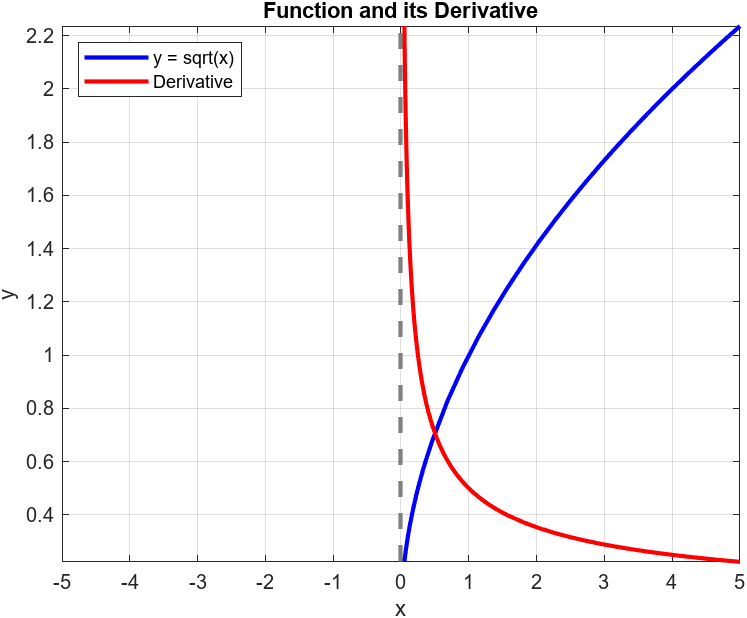 Function and its Derivative
y = sqrt(x)
Derivative
2.2
2
1.8
1.6
1.4
1.2
1
0.8
0.6
0.4
y
-5 -4 -3 -2 -1 0 1 2 3 4 5
x